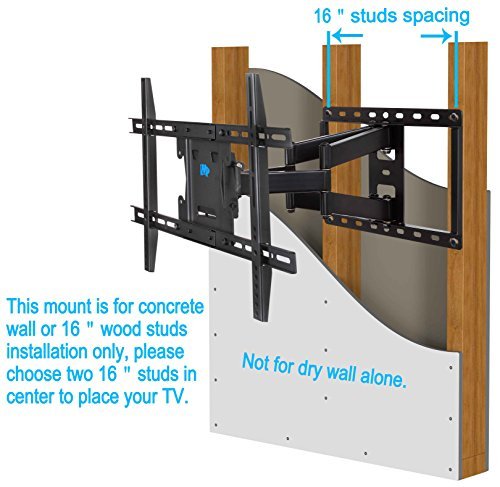 16 " studs spacing
This mount is for concrete
wall or 16 " wood studs
installation only, please
choose two 16 " studs in
center to place your TV.
Not for dry wall alone.